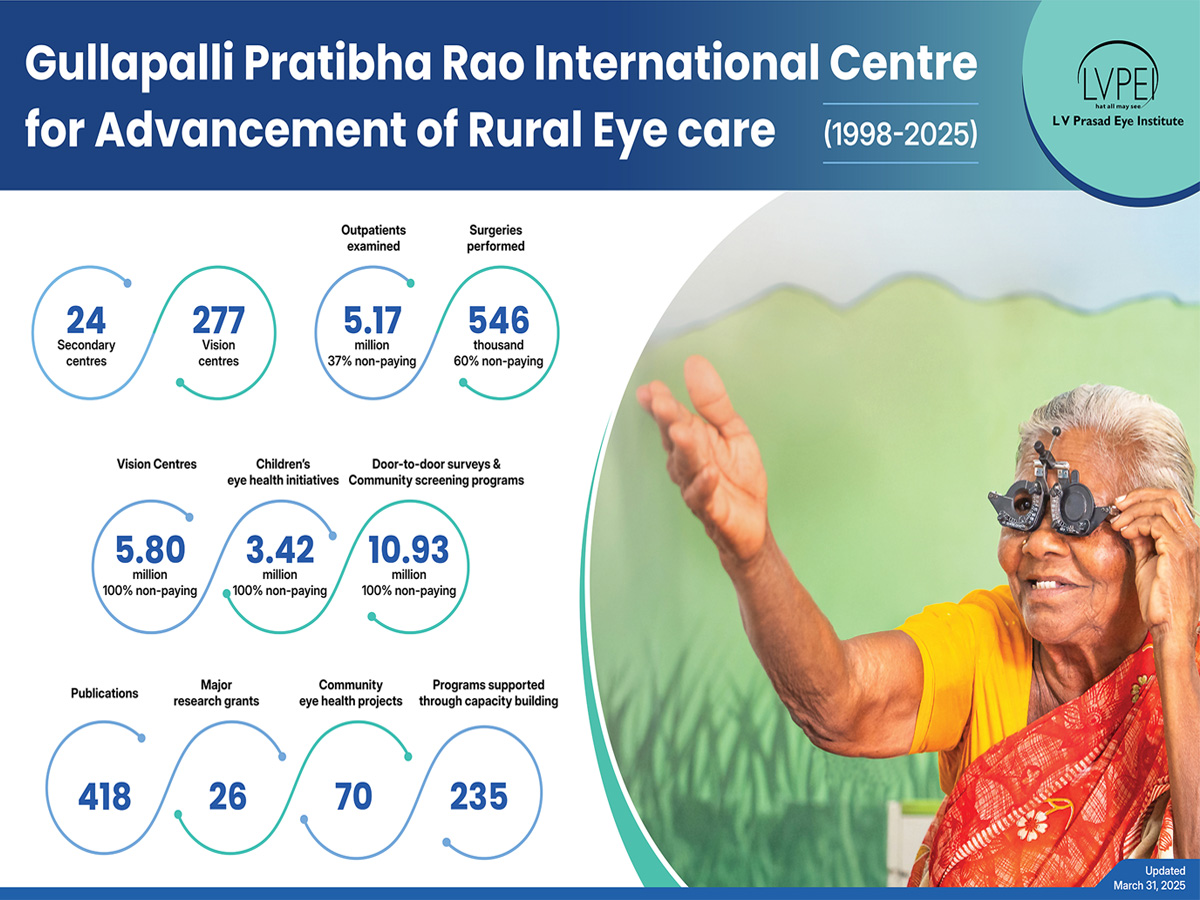 Gullapalli Pratibha Rao International Centre
for Advancement of Rural Eye care
(1998-2025)
LVPEI
hat all may see
L V Prasad Eye Institute
24
Secondary
centres
277
Vision
centres
Outpatients
examined
5.17
million
37% non-paying
Surgeries
performed
546
thousand
60% non-paying
Vision Centres
5.80
million
100% non-paying
Children's
eye health initiatives
3.42
million
100% non-paying
Door-to-door surveys &
Community screening programs
10.93
million
100% non-paying
Publications
418
Major
research grants
26
Community
eye health projects
70
Programs supported
through capacity building
235
Updated
March 31, 2025